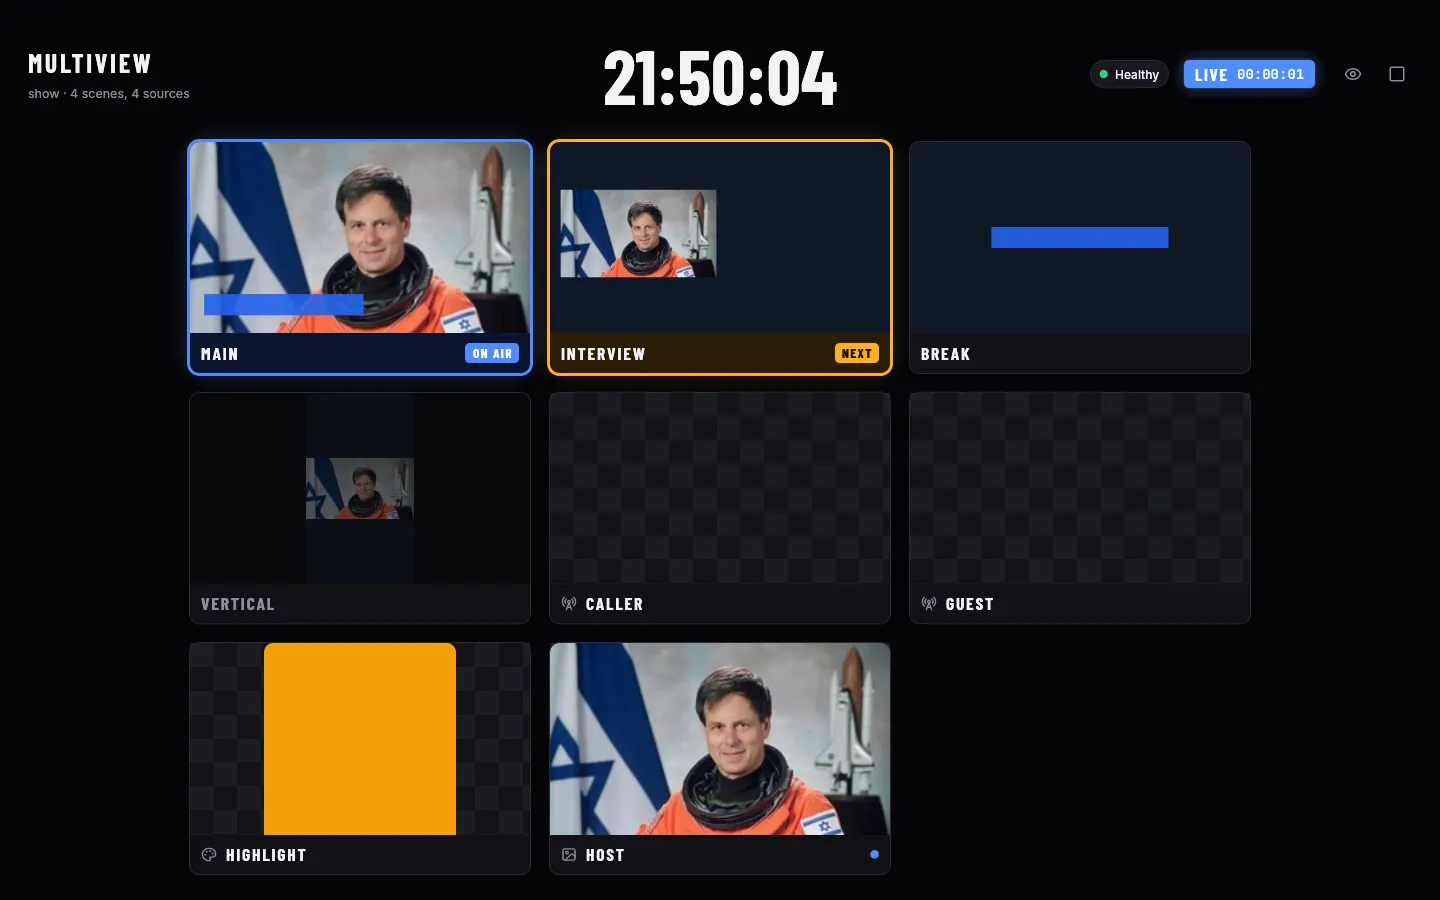 MULTIVIEW
show · 4 scenes, 4 sources
21:50:04
Healthy
LIVE 00:00:01
MAIN
ON AIR
INTERVIEW
NEXT
BREAK
VERTICAL
CALLER
GUEST
HIGHLIGHT
HOST